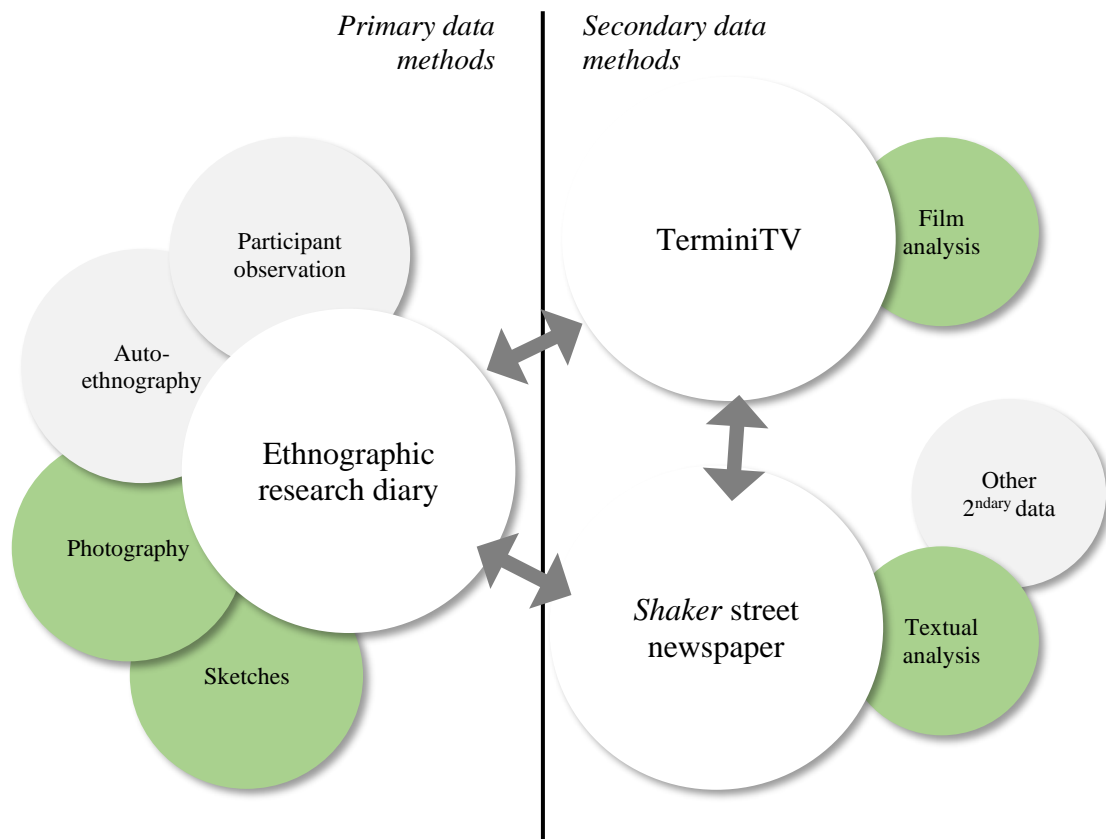 Primary data
methods
Secondary data
methods
Participant
observation
Auto-
ethnography
Ethnographic
research diary
Photography
Sketches
TerminiTV
Film
analysis
Other
2ndary data
Shaker street
newspaper
Textual
analysis